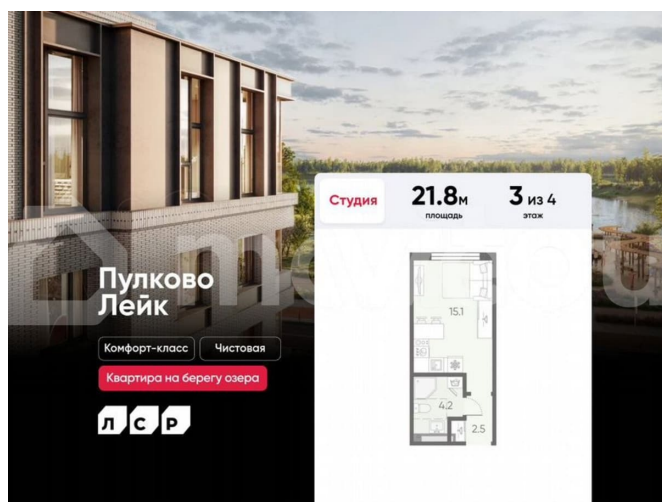 Студия
21.8м
площадь
3 из 4
этаж
Пулково
Лейк
15.1
4.2
2.5
Комфорт-класс
Чистовая
Квартира на берегу озера
ЛСР